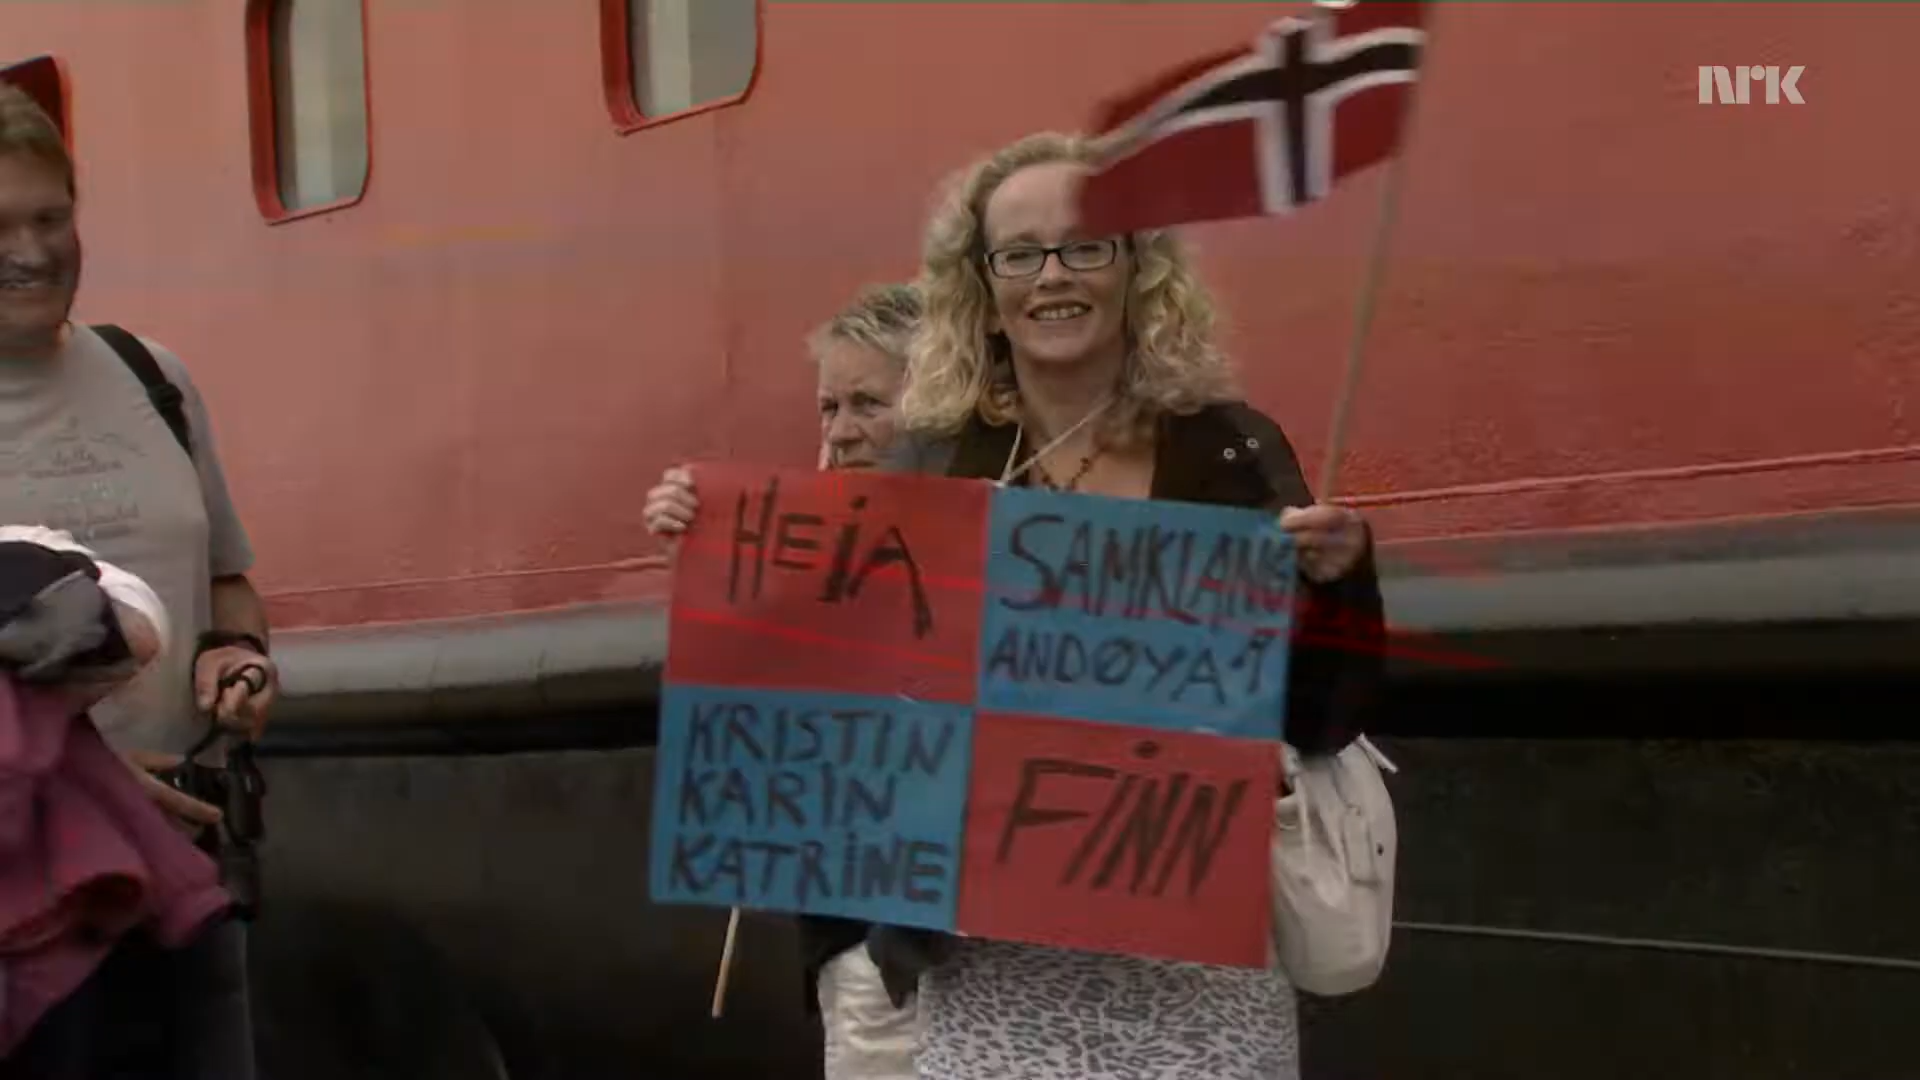 NRK
HEIA
SAMKLANG
ANDØYA
KRISTIN
KARIN
KATRINE
FINN